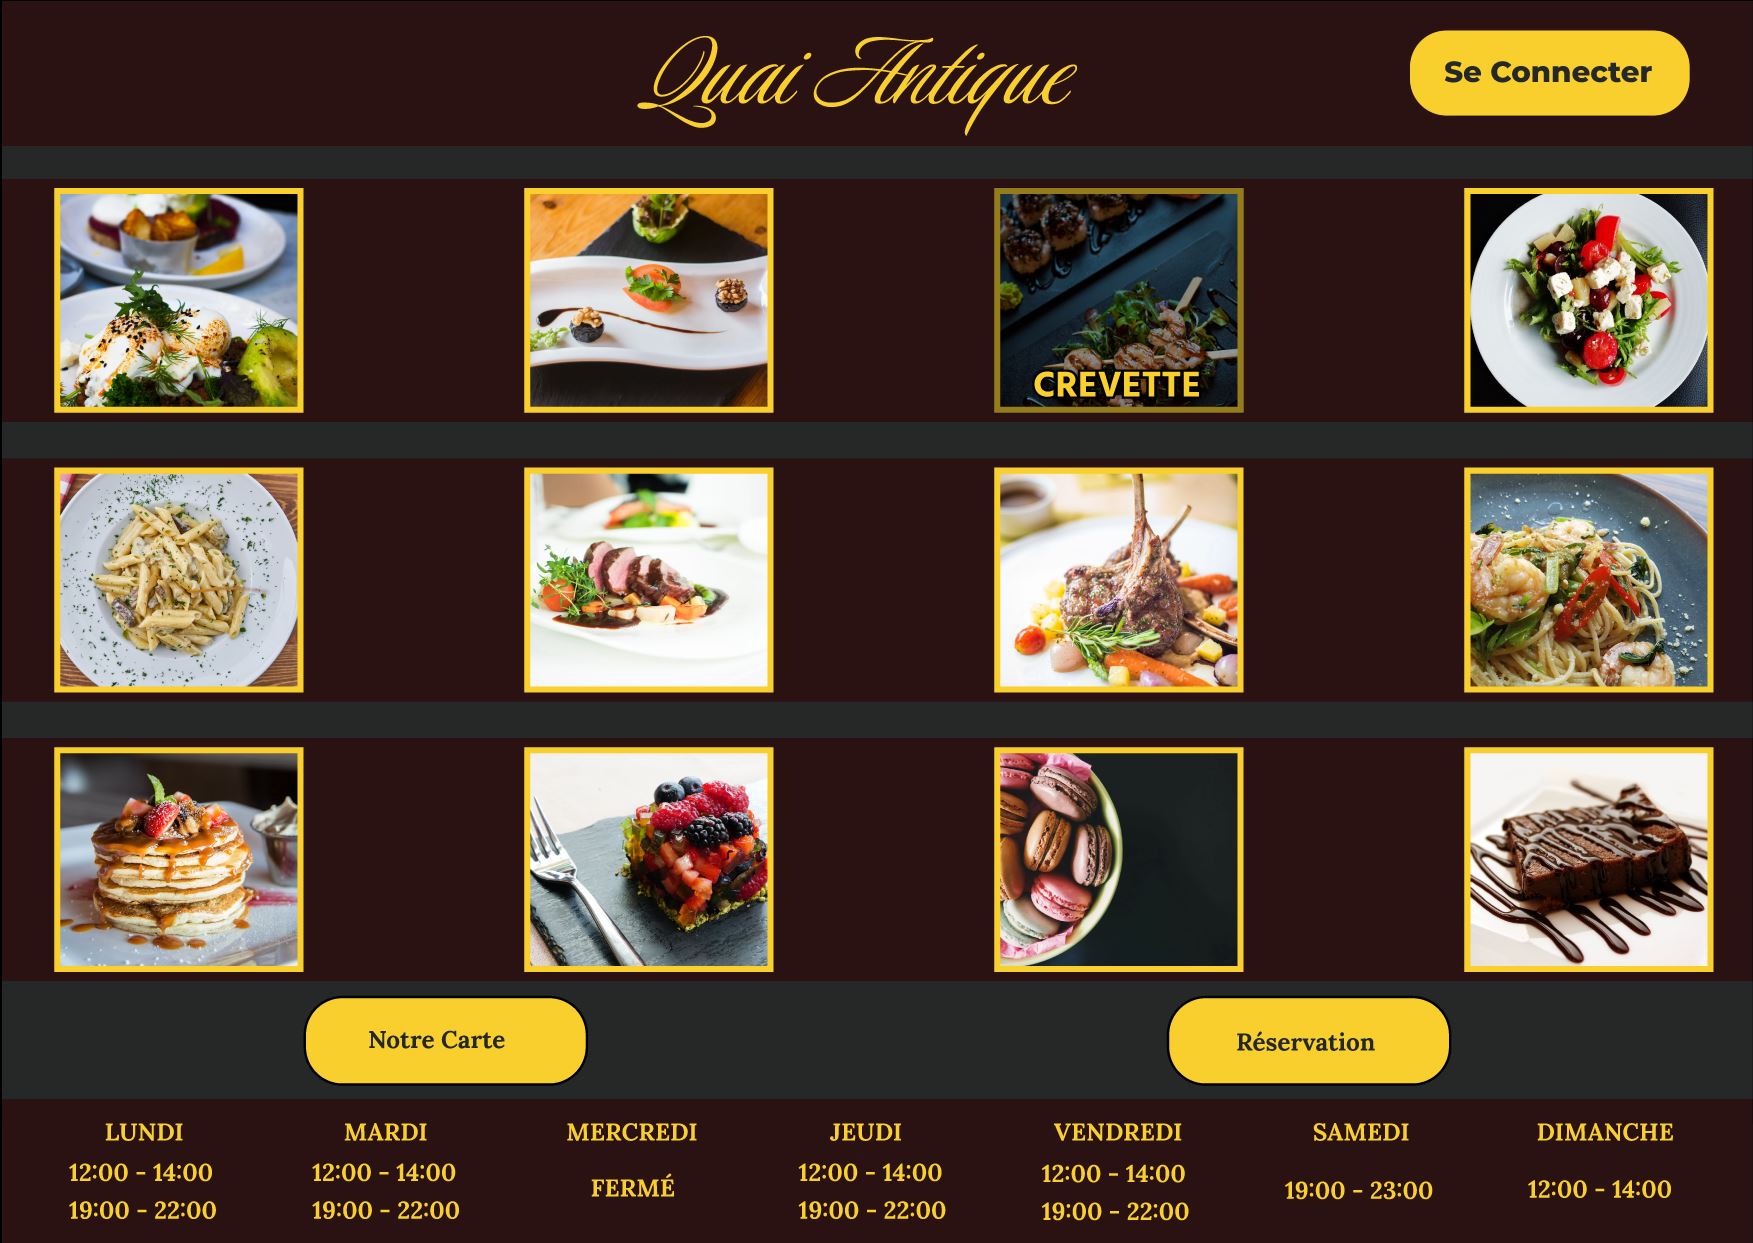 Quai Antique
Se Connecter
CREVETTE
Notre Carte
Réservation
LUNDI
12:00 - 14:00
19:00 - 22:00
MARDI
12:00 - 14:00
19:00 - 22:00
MERCREDI
FERMÉ
JEUDI
12:00 - 14:00
19:00 - 22:00
VENDREDI
12:00 - 14:00
19:00 - 22:00
SAMEDI
19:00 - 23:00
DIMANCHE
12:00 - 14:00